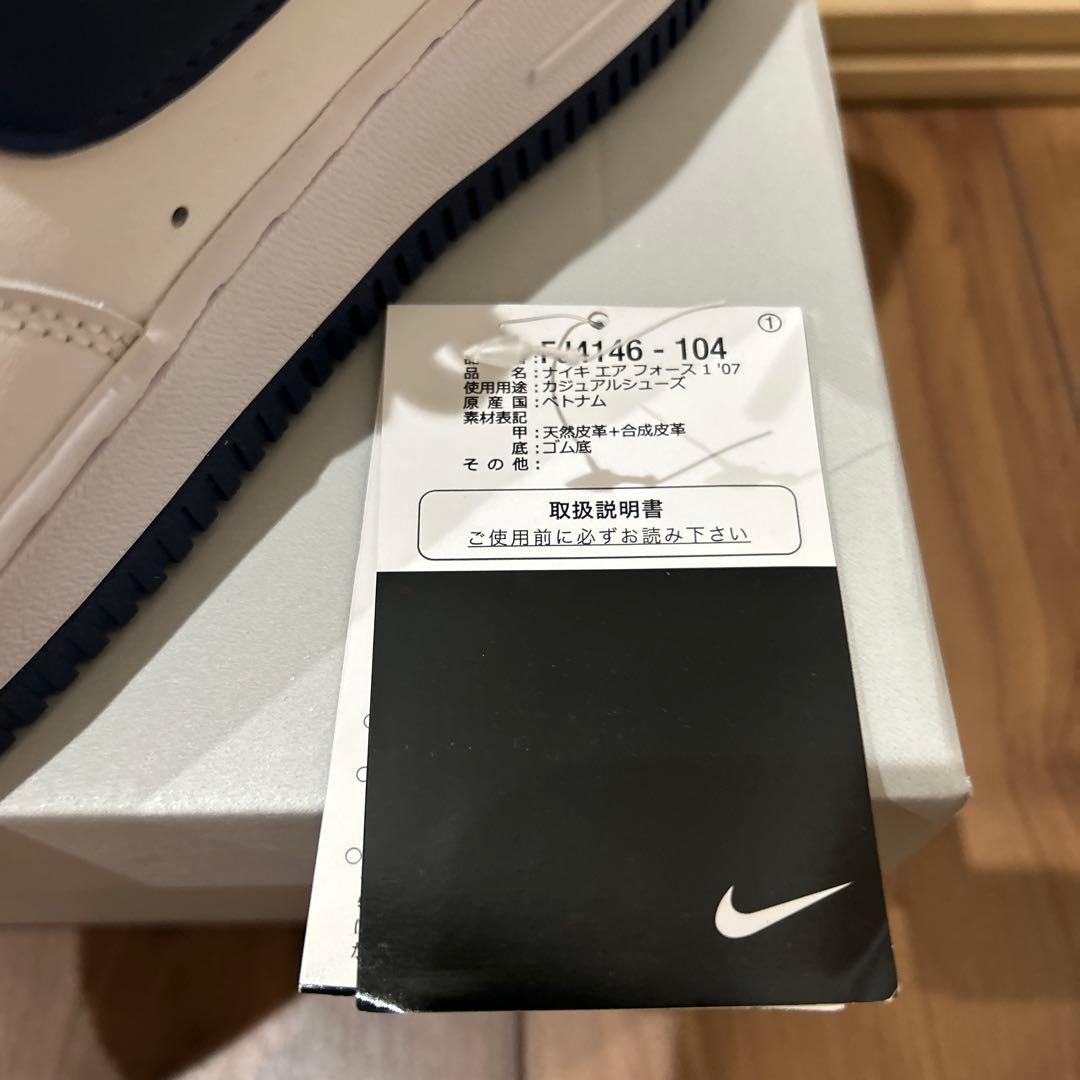 ①
FJ4146 - 104
品 名：ナイキ エア フォース 1 '07
使用用途：カジュアルシューズ
原 産 国：ベトナム
素材表記
甲：天然皮革+合成皮革
底：ゴム底
そ の 他：
取扱説明書
ご使用前に必ずお読み下さい